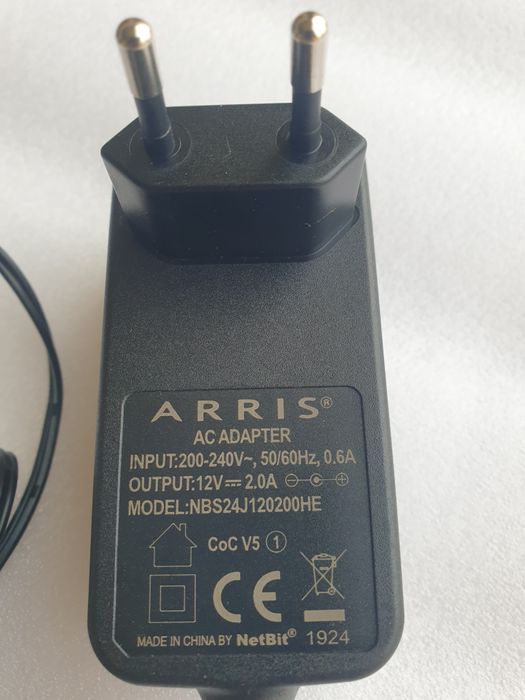 ARRIS®
AC ADAPTER
INPUT:200-240V~, 50/60Hz, 0.6A
OUTPUT:12V⎓2.0A
MODEL:NBS24J120200HE
CoC V5 ①
CE
MADE IN CHINA BY NetBit® 1924